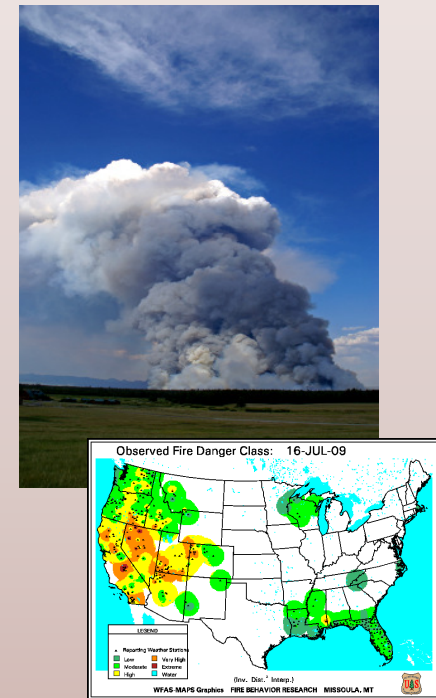 Observed Fire Danger Class: 16-JUL-09
LEGEND
Reporting Weather Stations
Low Very High
Moderate Extreme
High Water
(Inv. Dist.² Interp.)
WFAS-MAPS Graphics FIRE BEHAVIOR RESEARCH MISSOULA, MT